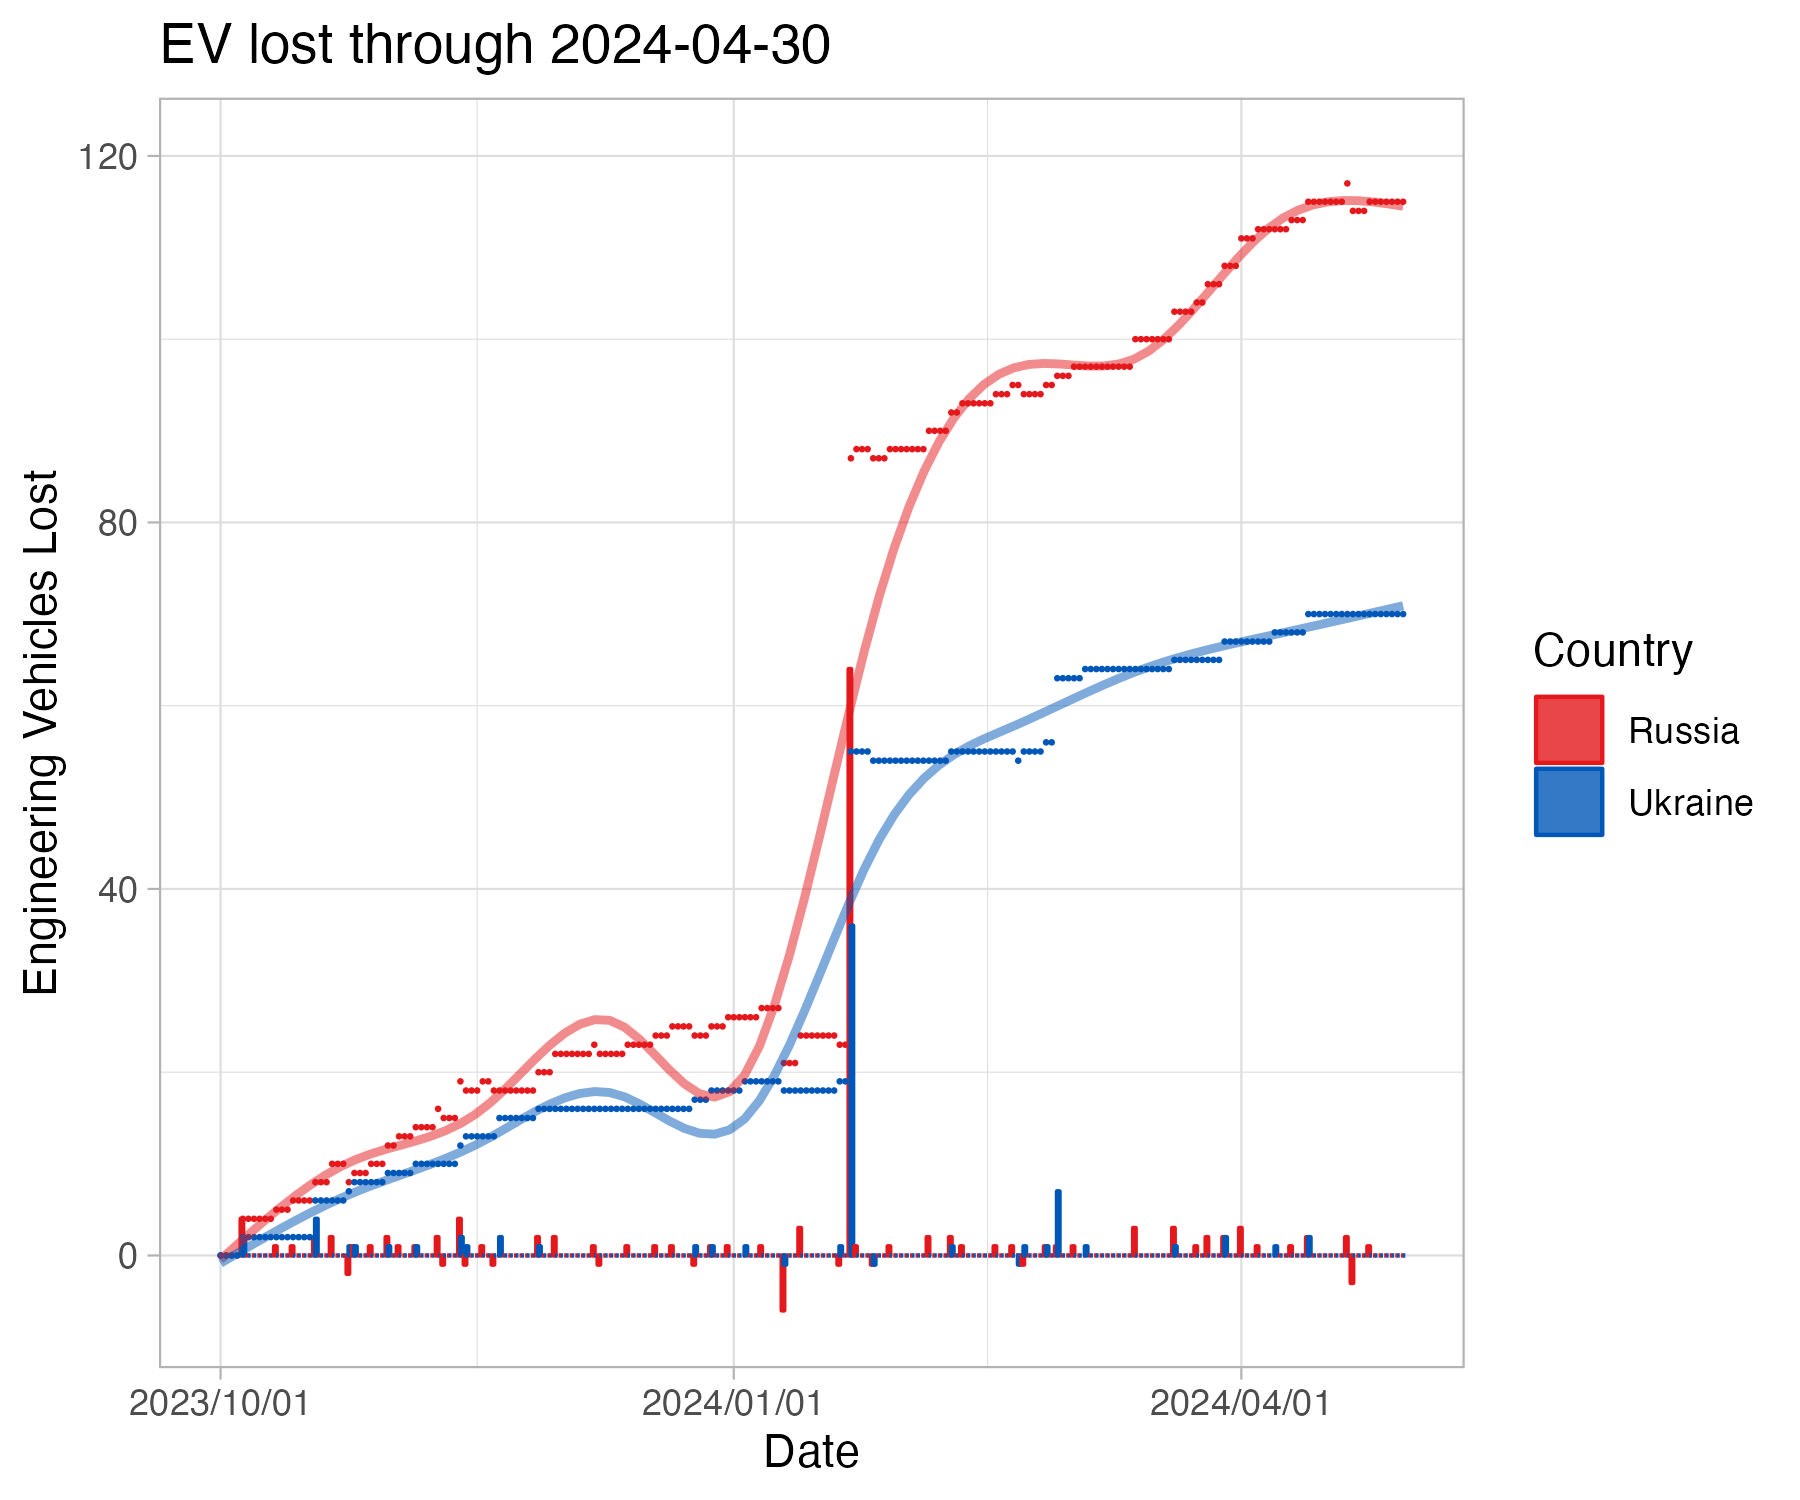 EV lost through 2024-04-30
Engineering Vehicles Lost
120
80
40
0
2023/10/01
2024/01/01
2024/04/01
Date
Country
Russia
Ukraine